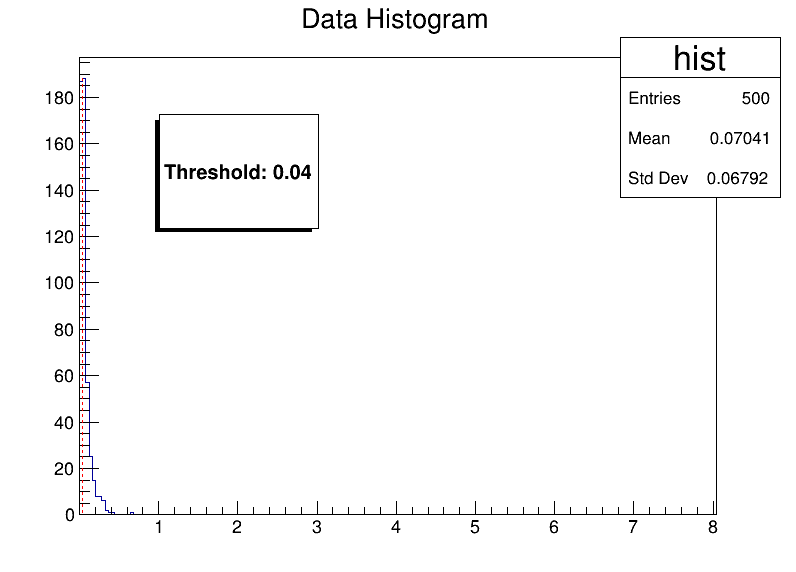 Data Histogram
hist
Entries 500
Mean 0.07041
Std Dev 0.06792
Threshold: 0.04
180
160
140
120
100
80
60
40
20
0
1 2 3 4 5 6 7 8